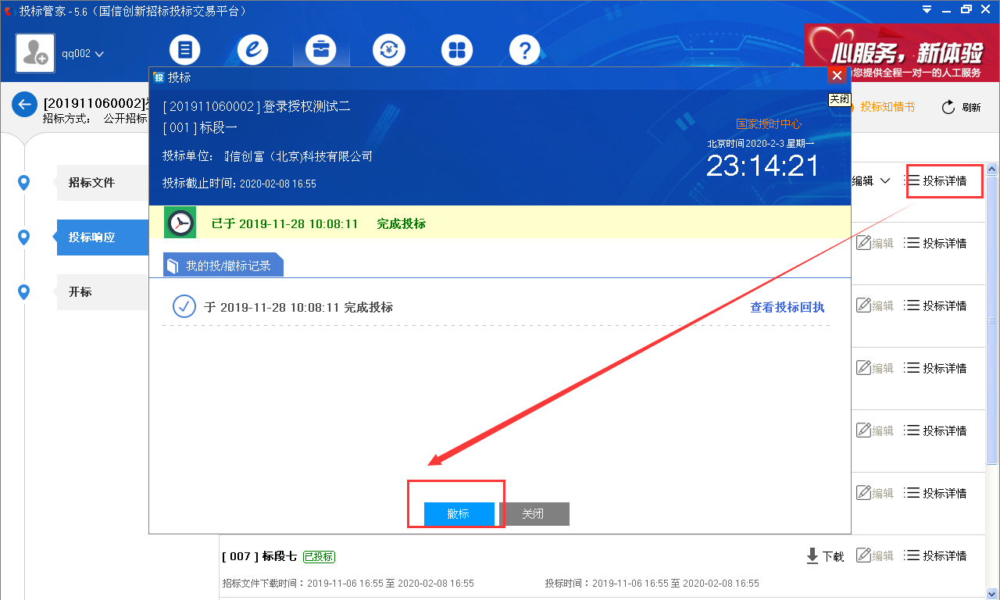 投标管家 - 5.6（国信创新招标投标交易平台）
qq002
心服务，新体验
您提供全程一对一的人工服务
[201911060002]
招标方式： 公开招标
投标知情书
刷新
招标文件
投标响应
开标
投标
关闭
[ 201911060002 ] 登录授权测试二
[ 001 ] 标段一
投标单位： 信创富（北京)科技有限公司
投标截止时间: 2020-02-08 16:55
国家授时中心
北京时间 2020-2-3 星期一
23:14:21
已于 2019-11-28 10:08:11 完成投标
我的投/撤标记录
于 2019-11-28 10:08:11 完成投标
查看投标回执
撤标
关闭
编辑 投标详情
编辑 投标详情
编辑 投标详情
编辑 投标详情
编辑 投标详情
编辑 投标详情
[ 007 ] 标段七 已投标
下载 编辑 投标详情
招标文件下载时间：2019-11-06 16:55 至 2020-02-08 16:55
投标时间：2019-11-06 16:55 至 2020-02-08 16:55